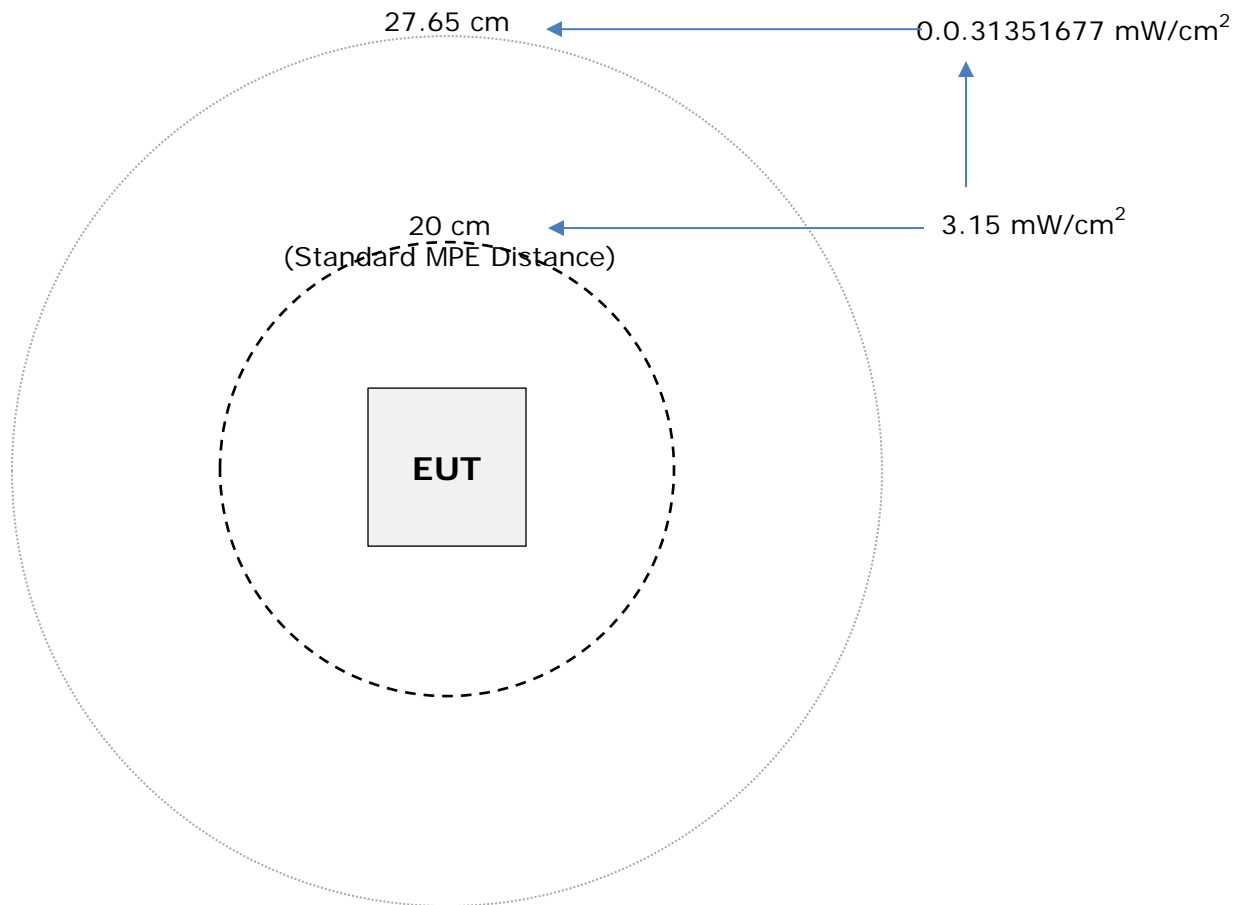 27.65 cm
0.0.31351677 mW/cm²
20 cm
(Standard MPE Distance)
3.15 mW/cm²
EUT